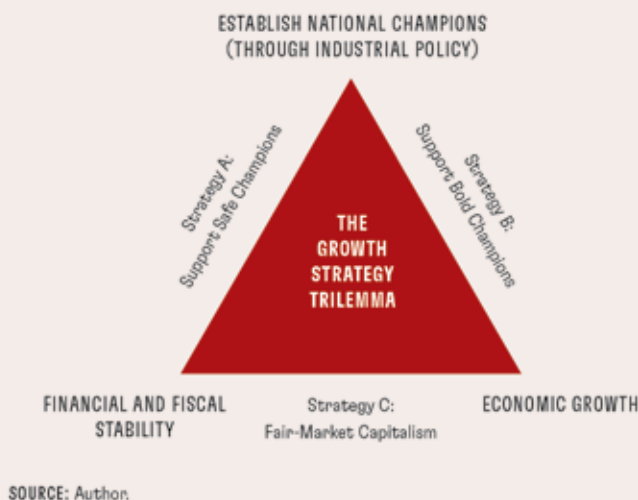 ESTABLISH NATIONAL CHAMPIONS
(THROUGH INDUSTRIAL POLICY)
Strategy A:
Support Safe Champions
Strategy B:
Support Bold Champions
THE
GROWTH
STRATEGY
TRILEMMA
FINANCIAL AND FISCAL
STABILITY
Strategy C:
Fair-Market Capitalism
ECONOMIC GROWTH
SOURCE: Author.